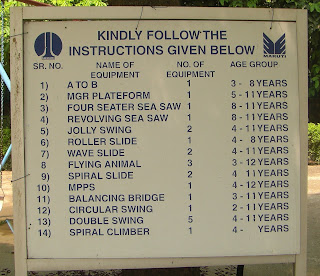 KINDLY FOLLOW THE
INSTRUCTIONS GIVEN BELOW
MARUTI
SR. NO. NAME OF EQUIPMENT NO. OF EQUIPMENT AGE GROUP
1) A TO B 2 3 - 8 YEARS
2) MGR PLATEFORM 1 5 - 11 YEARS
3) FOUR SEATER SEA SAW 1 8 - 11 YEARS
4) REVOLVING SEA SAW 1 8 - 11 YEARS
5) JOLLY SWING 2 4 - 11 YEARS
6) ROLLER SLIDE 1 4 - 8 YEARS
7) WAVE SLIDE 2 4 - 11 YEARS
8 FLYING ANIMAL 3 3 - 12 YEARS
9) SPIRAL SLIDE 2 4 - 11 YEARS
10) MPPS 1 4 - 12 YEARS
11) BALANCING BRIDGE 1 3 - 11 YEARS
12) CIRCULAR SWING 1 2 - 11 YEARS
13) DOUBLE SWING 5 4 - 11 YEARS
14) SPIRAL CLIMBER 1 4 - YEARS